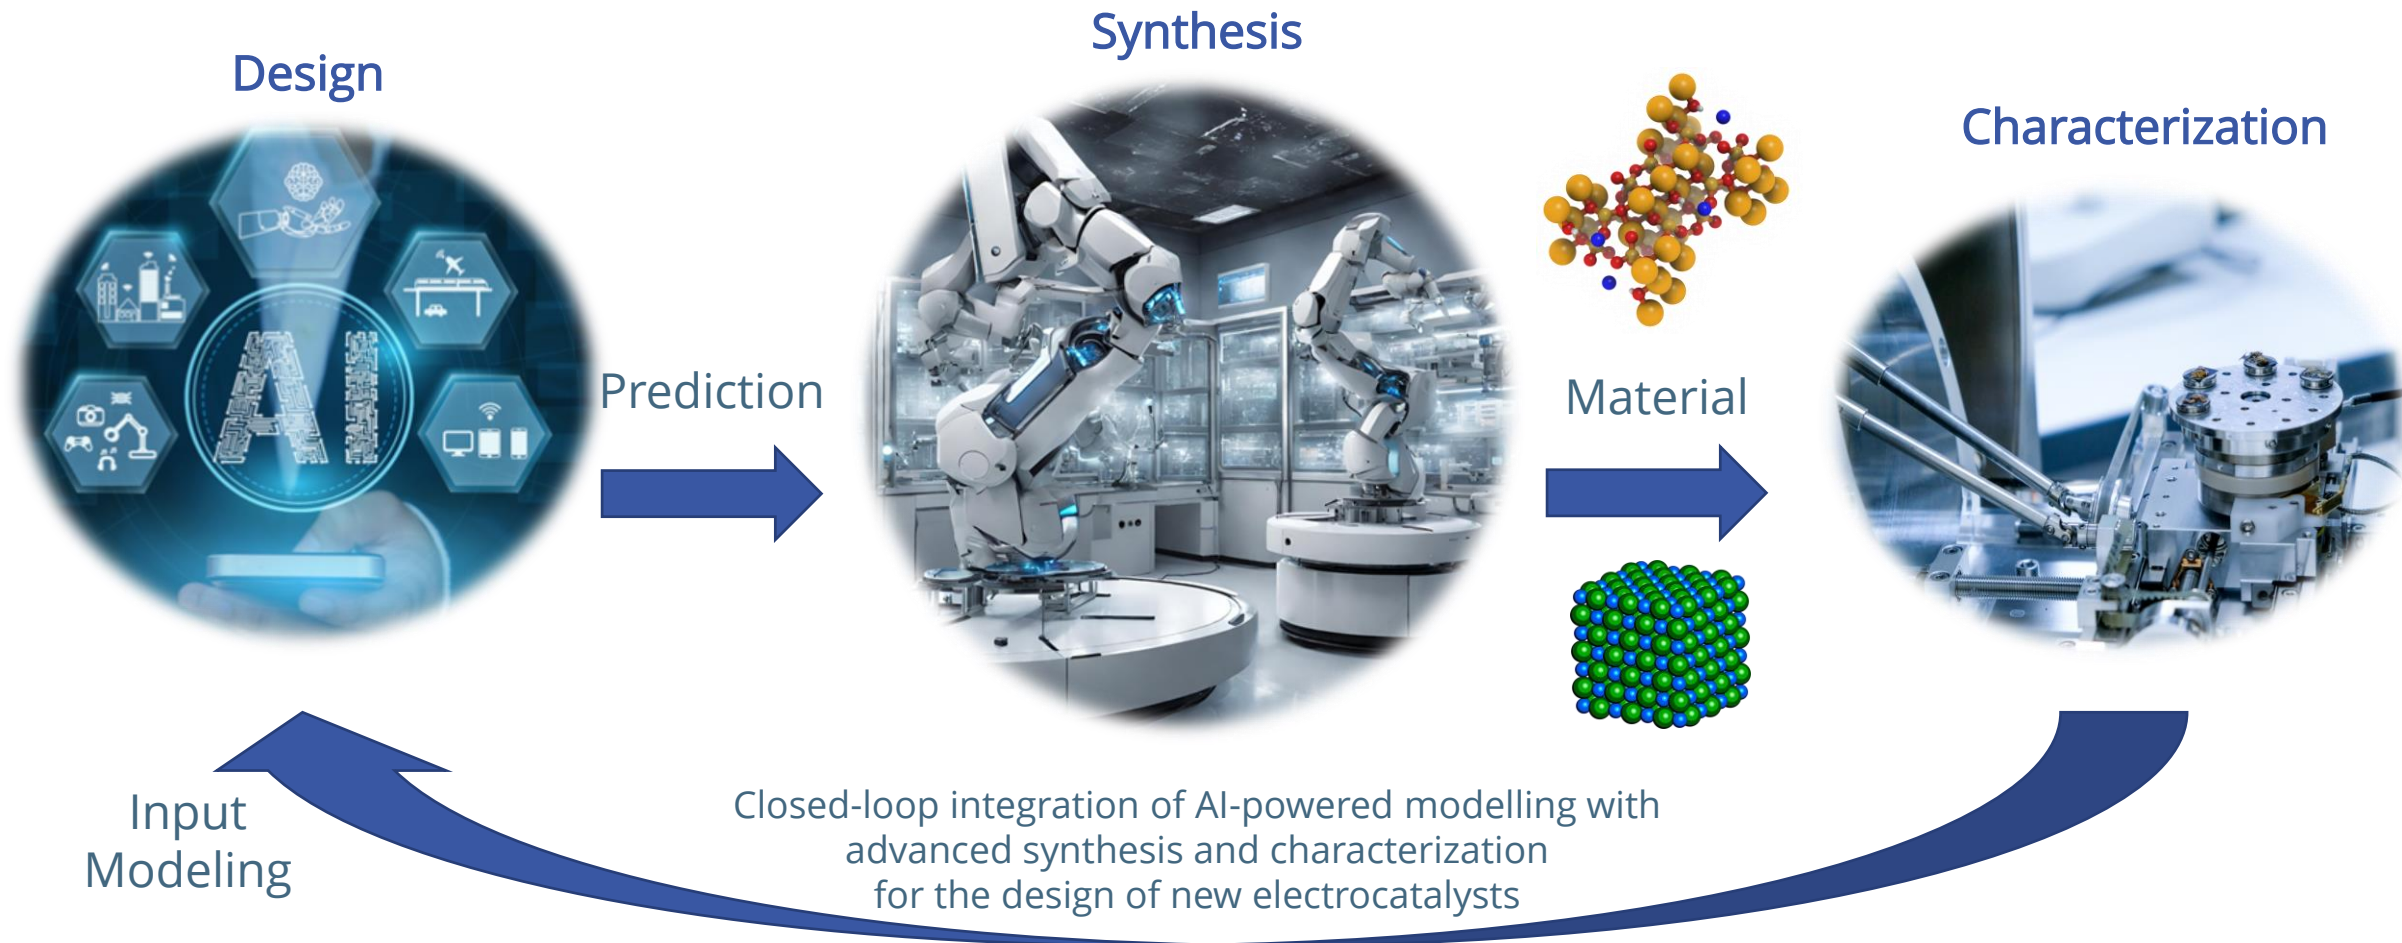 Design
AI
Prediction
Synthesis
Material
Characterization
Input
Modeling
Closed-loop integration of AI-powered modelling with
advanced synthesis and characterization
for the design of new electrocatalysts